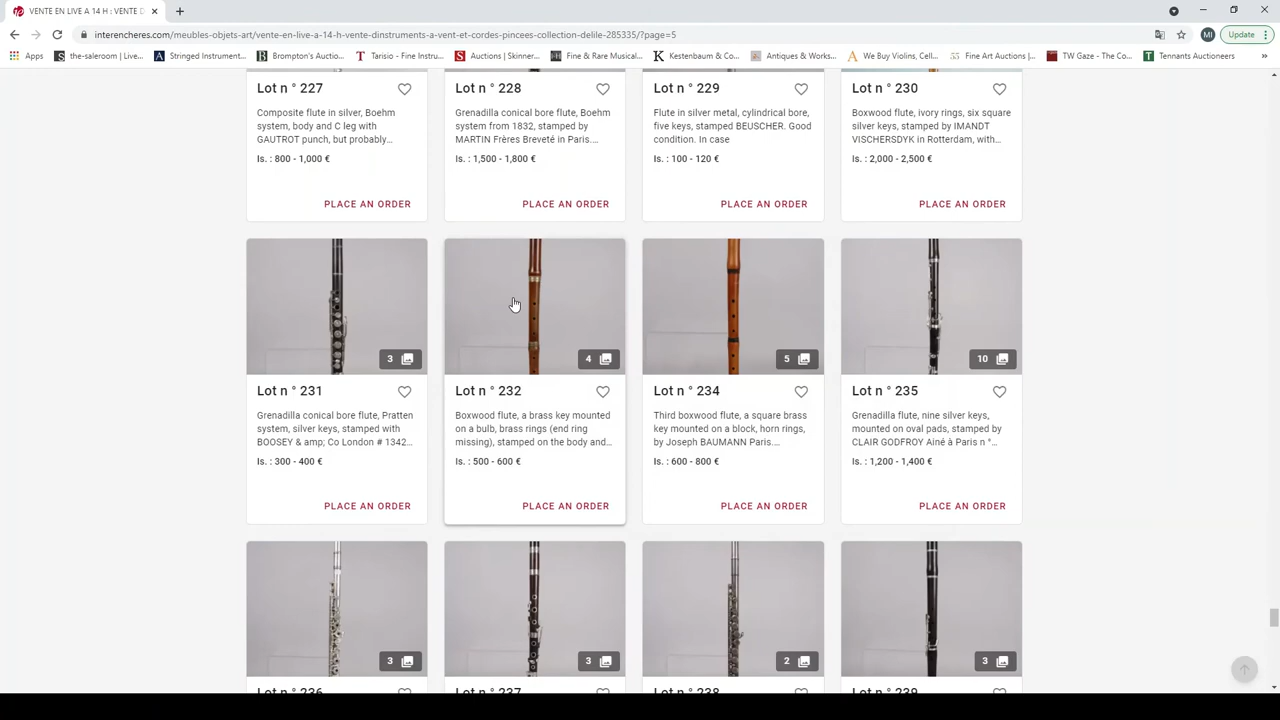 VENTE EN LIVE A 14 H : VENTE D
interencheres.com/meubles-objets-art/vente-en-live-a-14-h-vente-dinstruments-a-vent-et-cordes-pincees-collection-delile-285335/?page=5
MI
Update
Apps
the-saleroom | Live...
Stringed Instrument...
Brompton's Auction...
Tarisio - Fine Instru...
Auctions | Skinner...
Fine & Rare Musical...
Kestenbaum & Co...
Antiques & Works...
We Buy Violins, Cell...
Fine Art Auctions |...
TW Gaze - The Co...
Tennants Auctioneers
»
Lot n ° 227
Composite flute in silver, Boehm
system, body and C leg with
GAUTROT punch, but probably...
Is. : 800 - 1,000 €
PLACE AN ORDER
Lot n ° 228
Grenadilla conical bore flute, Boehm
system from 1832, stamped by
MARTIN Frères Breveté in Paris....
Is. : 1,500 - 1,800 €
PLACE AN ORDER
Lot n ° 229
Flute in silver metal, cylindrical bore,
five keys, stamped BEUSCHER. Good
condition. In case
Is. : 100 - 120 €
PLACE AN ORDER
Lot n ° 230
Boxwood flute, ivory rings, six square
silver keys, stamped by IMANDT
VISCHERSDYK in Rotterdam, with...
Is. : 2,000 - 2,500 €
PLACE AN ORDER
3
Lot n ° 231
Grenadilla conical bore flute, Pratten
system, silver keys, stamped with
BOOSEY & amp; Co London # 1342...
Is. : 300 - 400 €
PLACE AN ORDER
4
Lot n ° 232
Boxwood flute, a brass key mounted
on a bulb, brass rings (end ring
missing), stamped on the body and...
Is. : 500 - 600 €
PLACE AN ORDER
5
Lot n ° 234
Third boxwood flute, a square brass
key mounted on a block, horn rings,
by Joseph BAUMANN Paris....
Is. : 600 - 800 €
PLACE AN ORDER
10
Lot n ° 235
Grenadilla flute, nine silver keys,
mounted on oval pads, stamped by
CLAIR GODFROY Ainé à Paris n °...
Is. : 1,200 - 1,400 €
PLACE AN ORDER
3
Lot n ° 236
3
Lot n ° 237
2
Lot n ° 238
3
Lot n ° 239